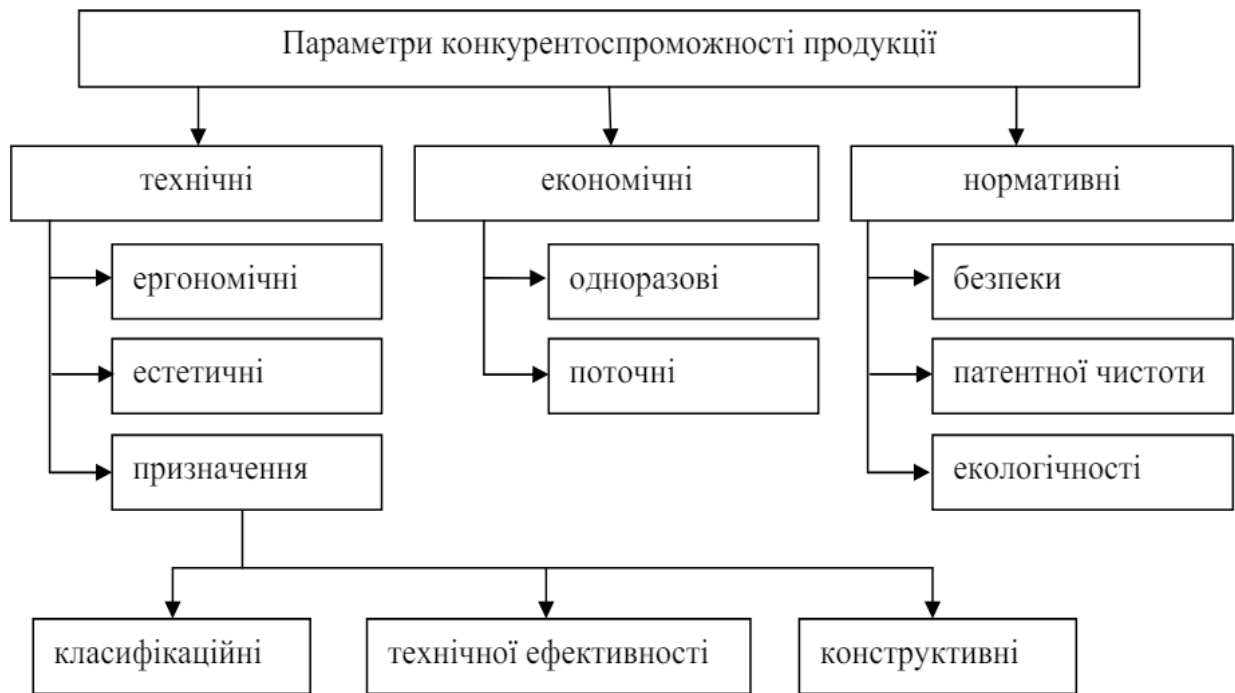 Параметри конкурентоспроможності продукції
технічні
економічні
нормативні
ергономічні
одноразові
безпеки
естетичні
поточні
патентної чистоти
призначення
екологічності
класифікаційні
технічної ефективності
конструктивні